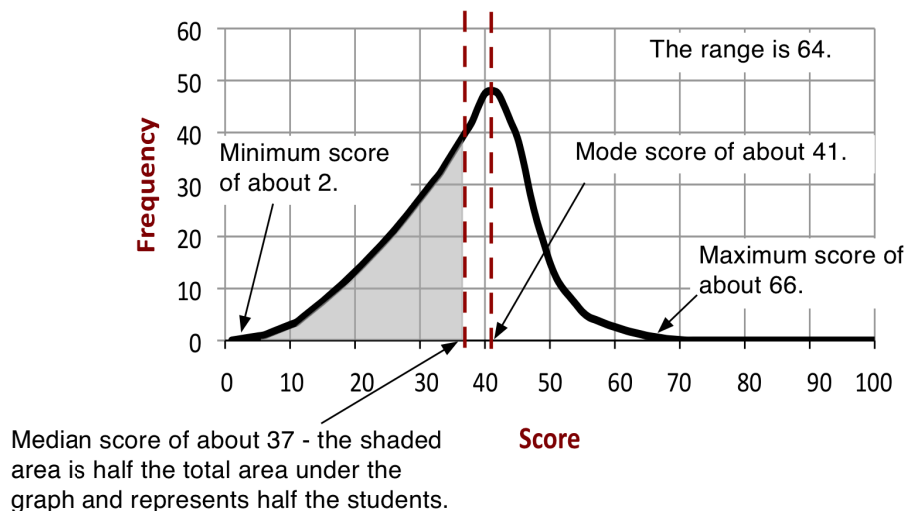 60
The range is 64.
50
40
Minimum score
of about 2.
Mode score of about 41.
30
20
Maximum score of
about 66.
10
0
Frequency
0 10 20 30 40 50 60 70 80 90 100
Score
Median score of about 37 - the shaded
area is half the total area under the
graph and represents half the students.